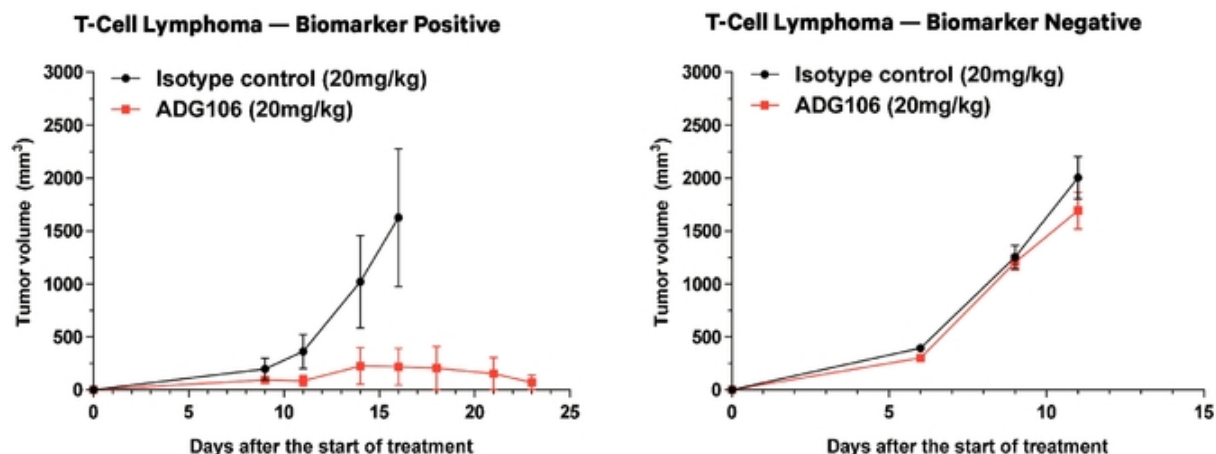 T-Cell Lymphoma — Biomarker Positive
3000
2500
2000
1500
1000
500
0
Tumor volume (mm³)
Isotype control (20mg/kg)
ADG106 (20mg/kg)
0 5 10 15 20 25
Days after the start of treatment
T-Cell Lymphoma — Biomarker Negative
3000
2500
2000
1500
1000
500
0
Tumor volume (mm³)
Isotype control (20mg/kg)
ADG106 (20mg/kg)
0 5 10 15
Days after the start of treatment